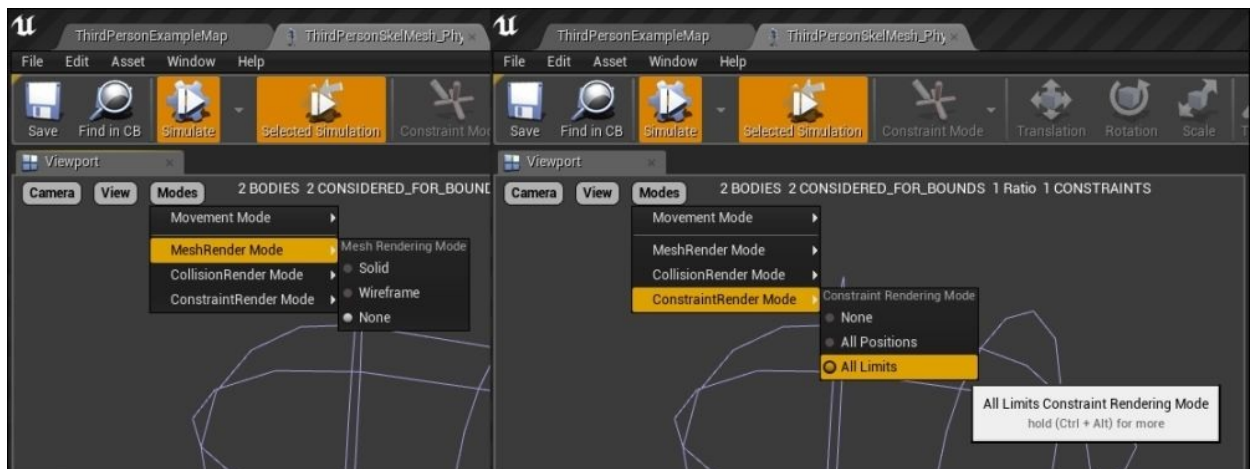 ThirdPersonExampleMap
ThirdPersonSkelMesh_Phy
File Edit Asset Window Help
Save Find in CB Simulate Selected Simulation Constraint Mod
Viewport
Camera View Modes 2 BODIES 2 CONSIDERED_FOR_BOUND
Movement Mode
MeshRender Mode
CollisionRender Mode
ConstraintRender Mode
Mesh Rendering Mode
Solid
Wireframe
None
ThirdPersonExampleMap
ThirdPersonSkelMesh_Phy
File Edit Asset Window Help
Save Find in CB Simulate Selected Simulation Constraint Mode Translation Rotation Scale
Viewport
Camera View Modes 2 BODIES 2 CONSIDERED_FOR_BOUNDS 1 Ratio 1 CONSTRAINTS
Movement Mode
MeshRender Mode
CollisionRender Mode
ConstraintRender Mode
Constraint Rendering Mode
None
All Positions
All Limits
All Limits Constraint Rendering Mode
hold (Ctrl + Alt) for more